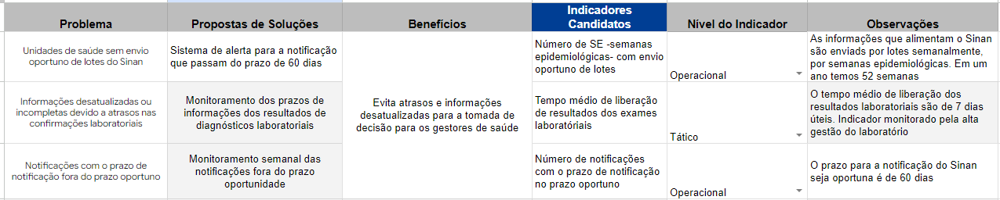 Problema
Propostas de Soluções
Benefícios
Indicadores
Candidatos
Nível do Indicador
Observações
Unidades de saúde sem envio
oportuno de lotes do Sinan
Sistema de alerta para a notificação
que passam do prazo de 60 dias
Evita atrasos e informações
desatualizadas para a tomada de
decisão para os gestores de saúde
Número de SE -semanas
epidemiológicas- com envio
oportuno de lotes
Operacional
As informações que alimentam o Sinan
são enviads por lotes semanalmente,
por semanas epidemiológicas. Em um
ano temos 52 semanas
Informações desatualizadas ou
incompletas devido a atrasos nas
confirmações laboratoriais
Monitoramento dos prazos de
informações dos resultados de
diagnósticos laboratoriais
Tempo médio de liberação
de resultados dos exames
laboratóriais
Tático
O tempo médio de liberação dos
resultados laboratoriais são de 7 dias
úteis. Indicador monitorado pela alta
gestão do laboratório
Notificações com o prazo de
notificação fora do prazo oportuno
Monitoramento semanal das
notificações fora do prazo
oportunidade
Número de notificações
com o prazo de notificação
no prazo oportuno
Operacional
O prazo para a notificação do Sinan
seja oportuna é de 60 dias